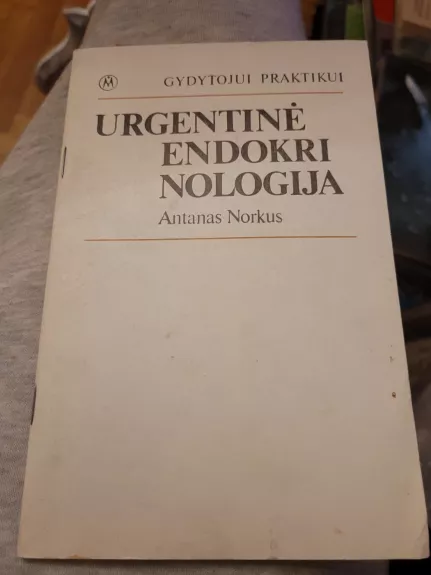 GYDYTOJUI PRAKTIKUI
URGENTINĖ
ENDOKRI
NOLOGIJA
Antanas Norkus